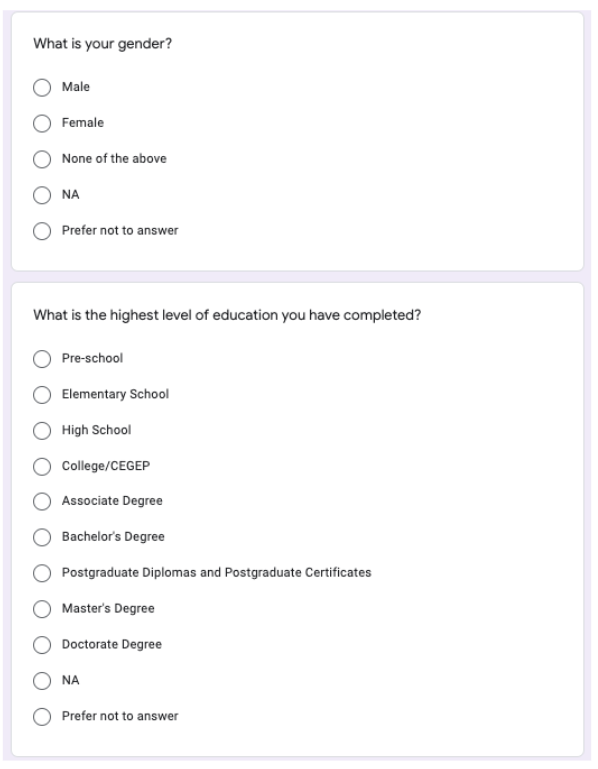 What is your gender?
Male
Female
None of the above
NA
Prefer not to answer
What is the highest level of education you have completed?
Pre-school
Elementary School
High School
College/CEGEP
Associate Degree
Bachelor's Degree
Postgraduate Diplomas and Postgraduate Certificates
Master's Degree
Doctorate Degree
NA
Prefer not to answer